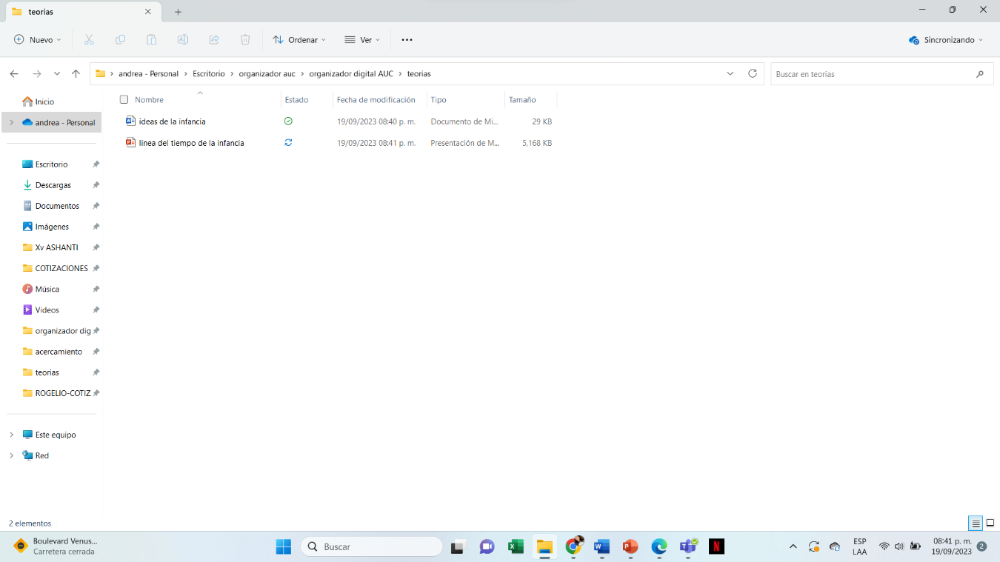 teorias
Nuevo
Ordenar
Ver
Sincronizando
andrea - Personal > Escritorio > organizador auc > organizador digital AUC > teorias
Buscar en teorias
Inicio
andrea - Personal
Escritorio
Descargas
Documentos
Imágenes
Xv ASHANTI
COTIZACIONES
Música
Videos
organizador dig
acercamiento
teorias
ROGELIO-COTIZ
Este equipo
Red
Nombre Estado Fecha de modificación Tipo Tamaño
ideas de la infancia 19/09/2023 08:40 p. m. Documento de Mi... 29 KB
linea del tiempo de la infancia 19/09/2023 08:41 p. m. Presentación de M... 5,168 KB
2 elementos
Boulevard Venus...
Carretera cerrada
Buscar
ESP
LAA
08:41 p. m.
19/09/2023
2